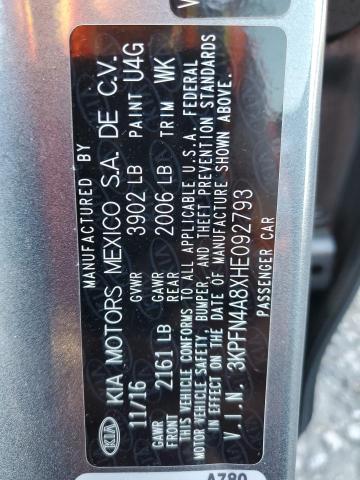 MANUFACTURED BY
KIA KIA MOTORS MEXICO S.A. DE C.V.
11/16 GVWR 3902 LB PAINT U4G
GAWR FRONT 2161 LB GAWR REAR 2006 LB TRIM WK
THIS VEHICLE CONFORMS TO ALL APPLICABLE U.S.A. FEDERAL
MOTOR VEHICLE SAFETY, BUMPER, AND THEFT PREVENTION STANDARDS
IN EFFECT ON THE DATE OF MANUFACTURE SHOWN ABOVE.
V.I.N. 3KPFN4A8XHE092793
PASSENGER CAR
A780